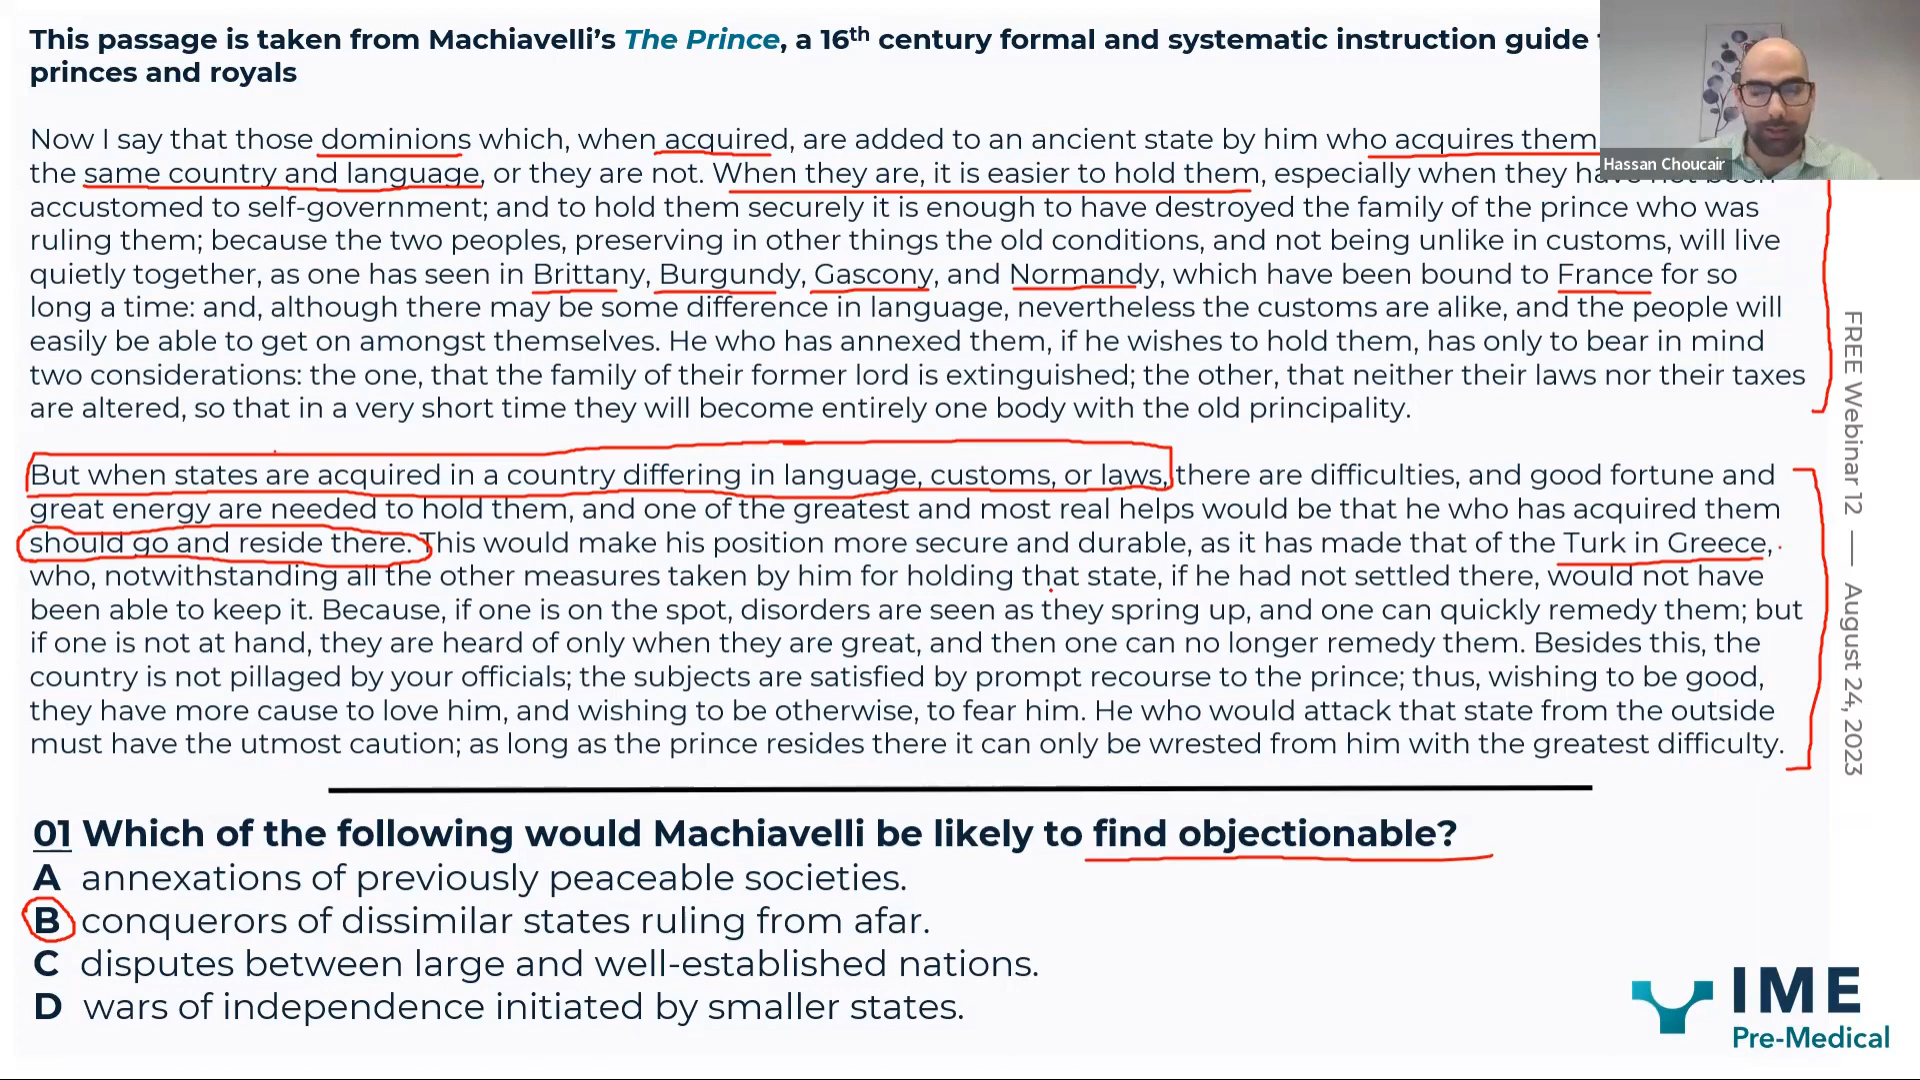 This passage is taken from Machiavelli's The Prince, a 16th century formal and systematic instruction guide
princes and royals
Hassan Choucair
Now I say that those dominions which, when acquired, are added to an ancient state by him who acquires them
the same country and language, or they are not. When they are, it is easier to hold them, especially when they have not been
accustomed to self-government; and to hold them securely it is enough to have destroyed the family of the prince who was
ruling them; because the two peoples, preserving in other things the old conditions, and not being unlike in customs, will live
quietly together, as one has seen in Brittany, Burgundy, Gascony, and Normandy, which have been bound to France for so
long a time: and, although there may be some difference in language, nevertheless the customs are alike, and the people will
easily be able to get on amongst themselves. He who has annexed them, if he wishes to hold them, has only to bear in mind
two considerations: the one, that the family of their former lord is extinguished; the other, that neither their laws nor their taxes
are altered, so that in a very short time they will become entirely one body with the old principality.
But when states are acquired in a country differing in language, customs, or laws, there are difficulties, and good fortune and
great energy are needed to hold them, and one of the greatest and most real helps would be that he who has acquired them
should go and reside there. This would make his position more secure and durable, as it has made that of the Turk in Greece,
who, notwithstanding all the other measures taken by him for holding that state, if he had not settled there, would not have
been able to keep it. Because, if one is on the spot, disorders are seen as they spring up, and one can quickly remedy them; but
if one is not at hand, they are heard of only when they are great, and then one can no longer remedy them. Besides this, the
country is not pillaged by your officials; the subjects are satisfied by prompt recourse to the prince; thus, wishing to be good,
they have more cause to love him, and wishing to be otherwise, to fear him. He who would attack that state from the outside
must have the utmost caution; as long as the prince resides there it can only be wrested from him with the greatest difficulty.
FREE Webinar 12 — August 24, 2023
01 Which of the following would Machiavelli be likely to find objectionable?
A annexations of previously peaceable societies.
B conquerors of dissimilar states ruling from afar.
C disputes between large and well-established nations.
D wars of independence initiated by smaller states.
IME
Pre-Medical